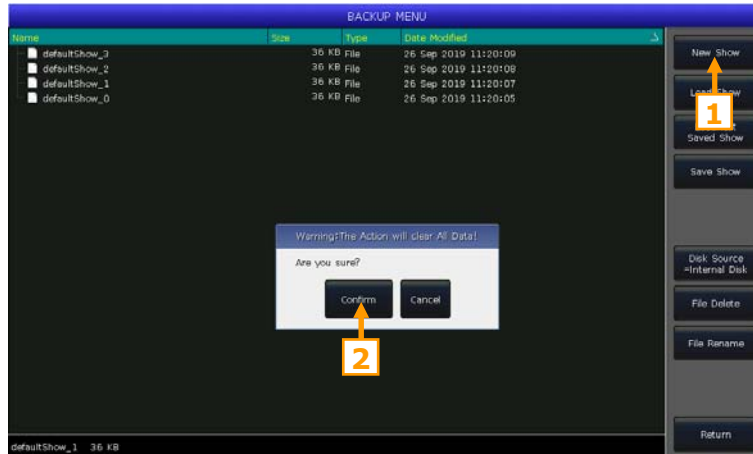 BACKUP MENU
Name Size Type Date Modified
defaultShow_3 36 KB File 26 Sep 2019 11:20:09
defaultShow_2 36 KB File 26 Sep 2019 11:20:08
defaultShow_1 36 KB File 26 Sep 2019 11:20:07
defaultShow_0 36 KB File 26 Sep 2019 11:20:05
New Show
1
Saved Show
Save Show
Warning:The Action will clear All Data!
Are you sure?
Confirm Cancel
2
Disk Source
=Internal Disk
File Delete
File Rename
Return
defaultShow_1 36 KB